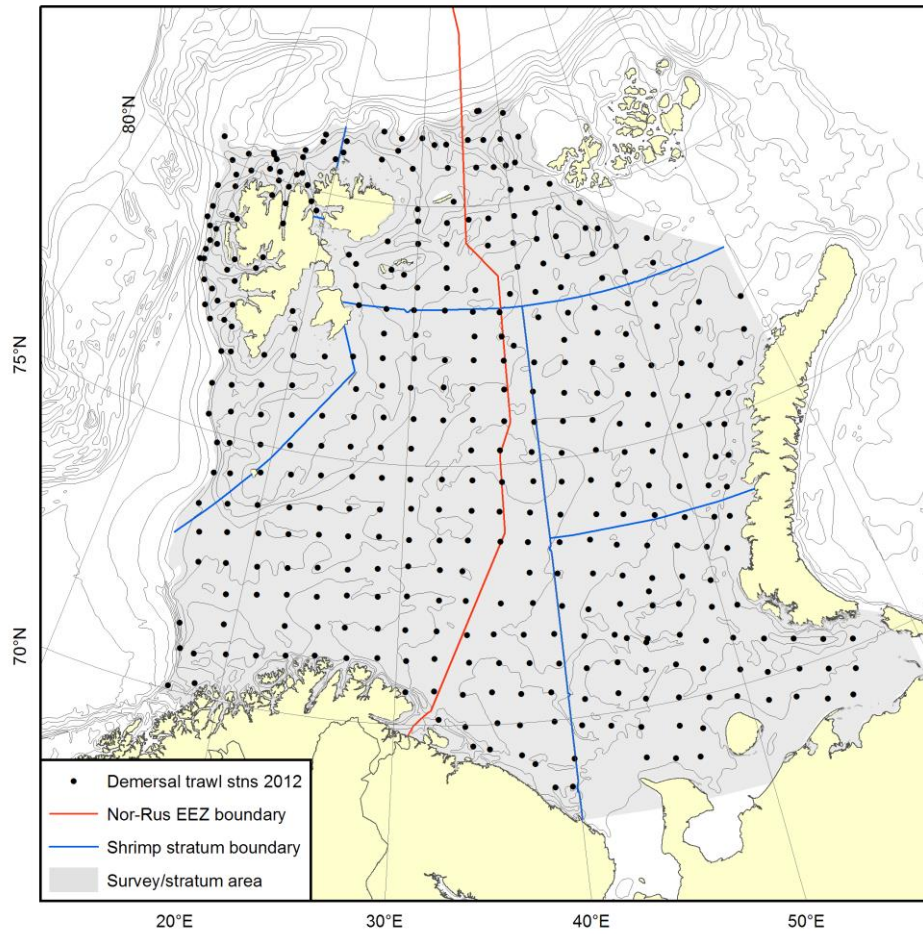 80°N
75°N
70°N
Demersal trawl stns 2012
Nor-Rus EEZ boundary
Shrimp stratum boundary
Survey/stratum area
20°E
30°E
40°E
50°E